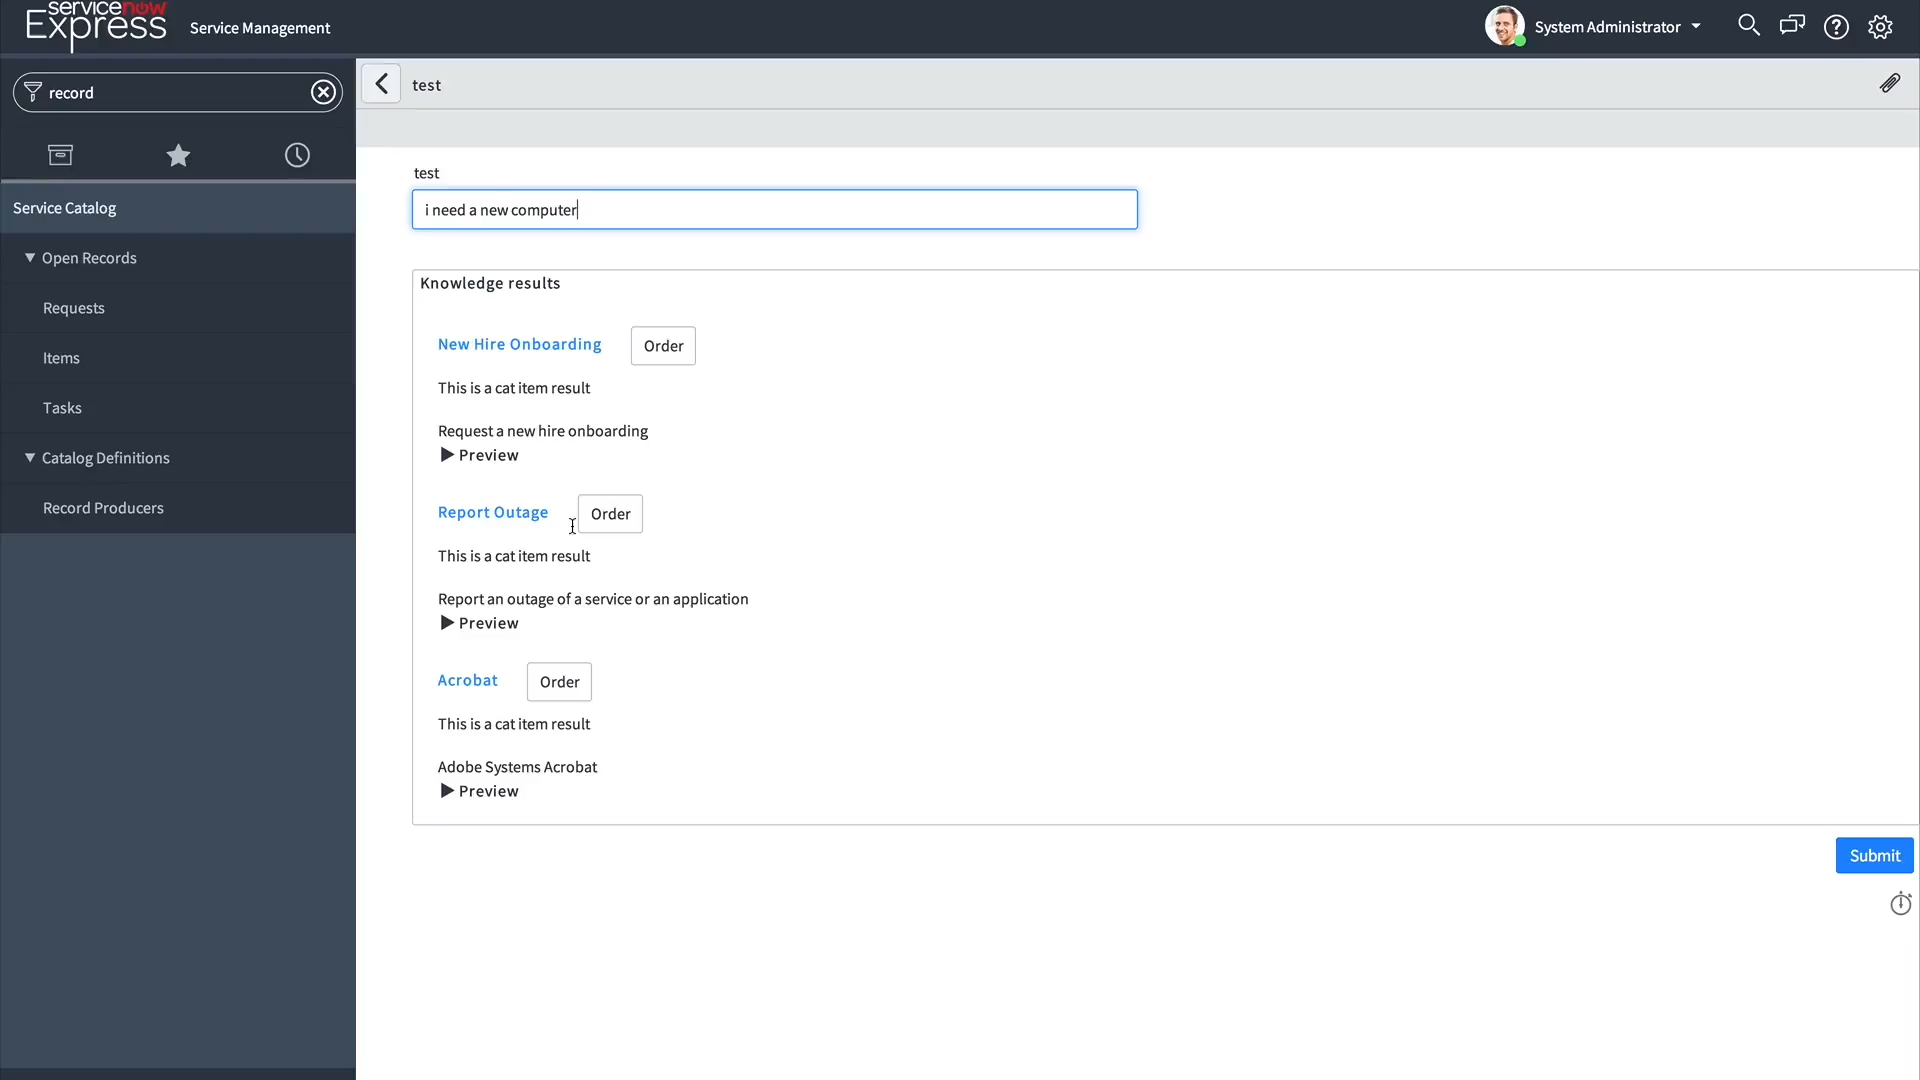 servicenow
Express
Service Management
System Administrator
record
test
Service Catalog
Open Records
Requests
Items
Tasks
Catalog Definitions
Record Producers
test
i need a new computer
Knowledge results
New Hire Onboarding
Order
This is a cat item result
Request a new hire onboarding
Preview
Report Outage
Order
This is a cat item result
Report an outage of a service or an application
Preview
Acrobat
Order
This is a cat item result
Adobe Systems Acrobat
Preview
Submit